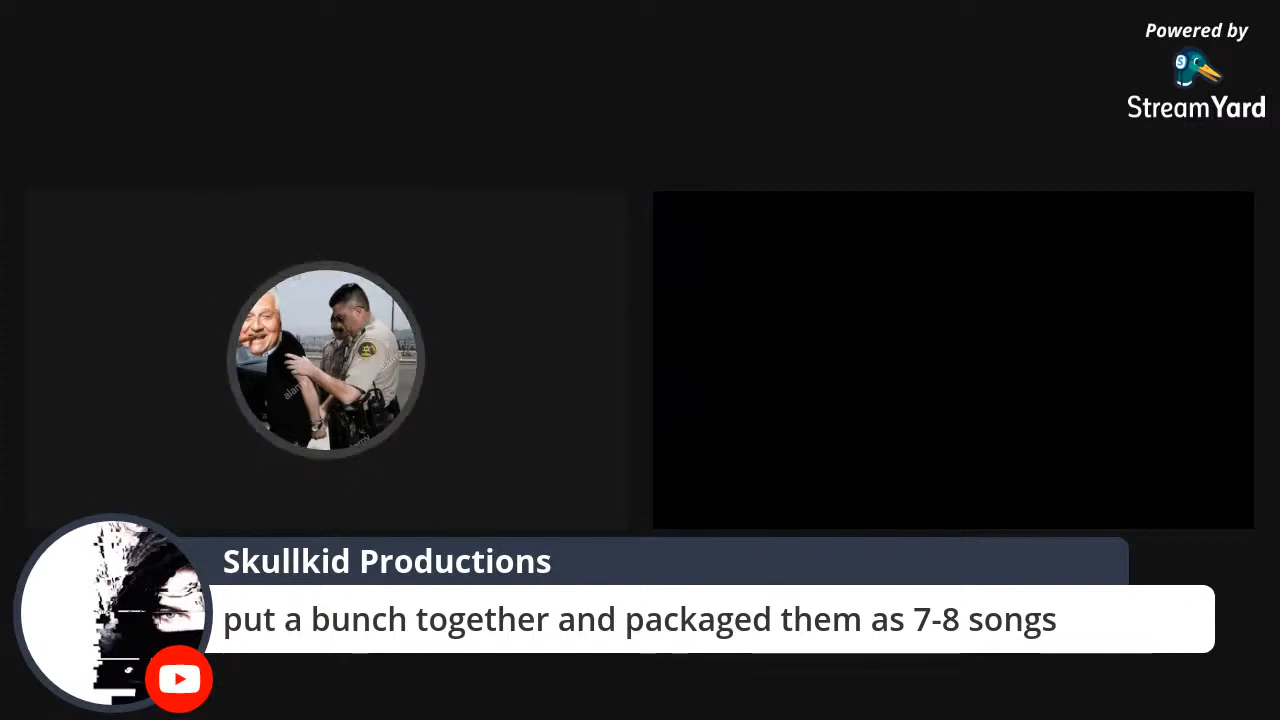 Powered by
StreamYard
Skullkid Productions
put a bunch together and packaged them as 7-8 songs